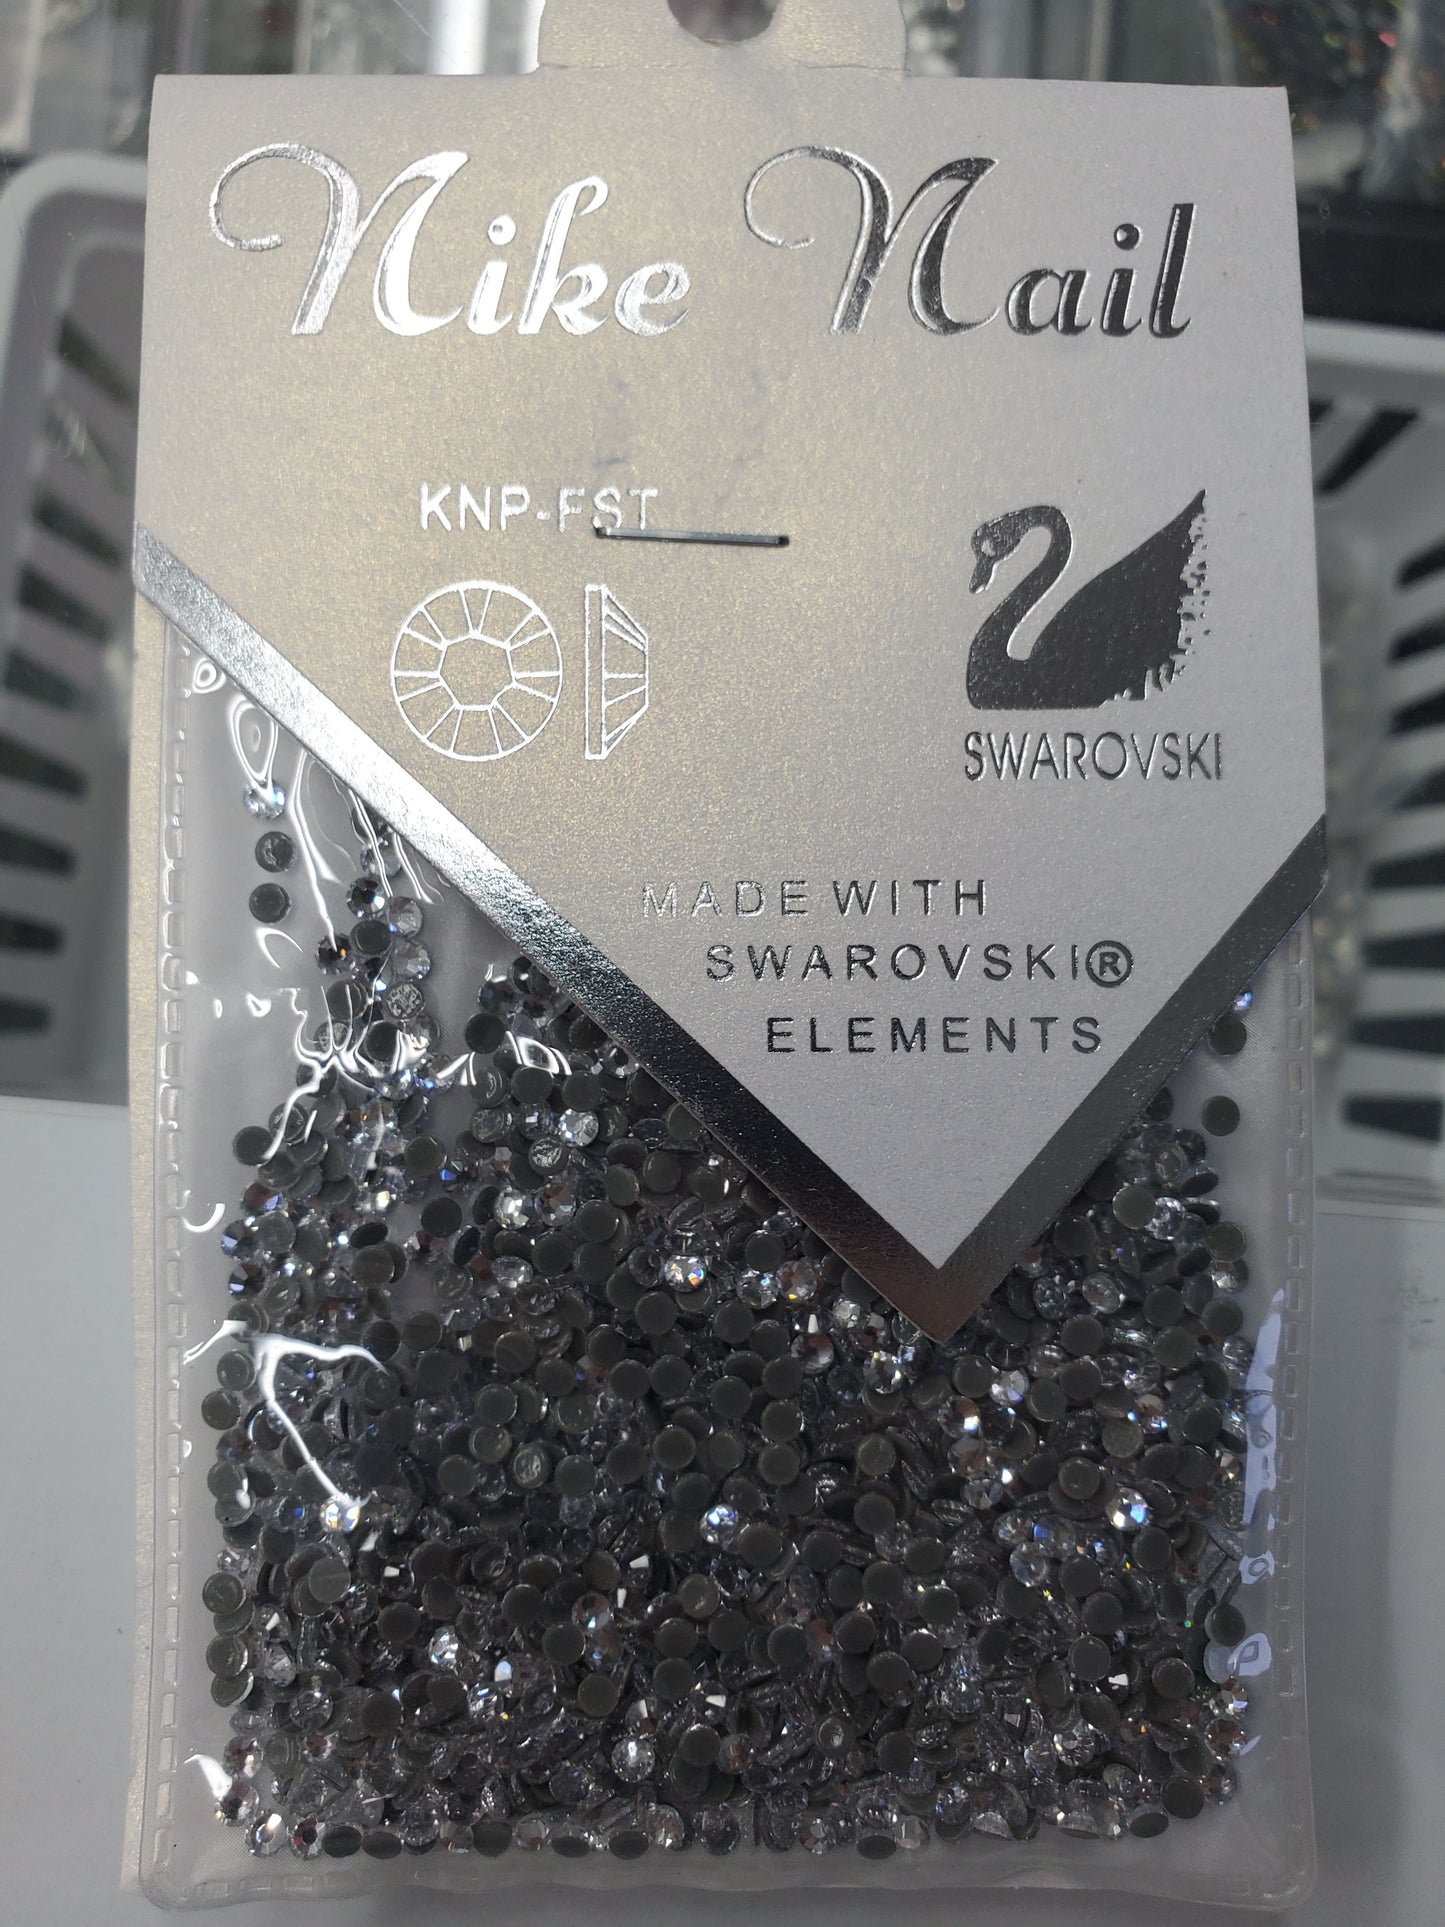 Nike Nail
KNP-FST
SWAROVSKI
MADE WITH
SWAROVSKI®
ELEMENTS